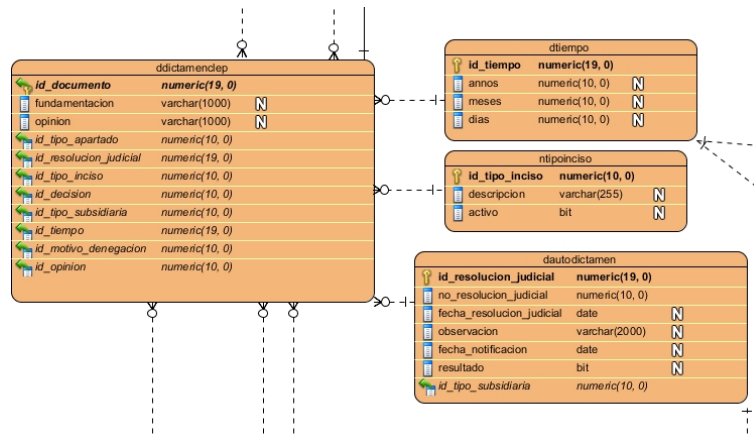 ddictamenclep
id_documento numeric(19, 0)
fundamentacion varchar(1000) N
opinion varchar(1000) N
id_tipo_apartado numeric(10, 0)
id_resolucion_judicial numeric(19, 0)
id_tipo_inciso numeric(10, 0)
id_decision numeric(10, 0)
id_tipo_subsidiaria numeric(10, 0)
id_tiempo numeric(19, 0)
id_motivo_denegacion numeric(10, 0)
id_opinion numeric(10, 0)
dtiempo
id_tiempo numeric(19, 0)
annos numeric(10, 0) N
meses numeric(10, 0) N
dias numeric(10, 0) N
ntipoinciso
id_tipo_inciso numeric(10, 0)
descripcion varchar(255) N
activo bit N
dautodictamen
id_resolucion_judicial numeric(19, 0)
no_resolucion_judicial numeric(10, 0)
fecha_resolucion_judicial date N
observacion varchar(2000) N
fecha_notificacion date N
resultado bit N
id_tipo_subsidiaria numeric(10, 0)